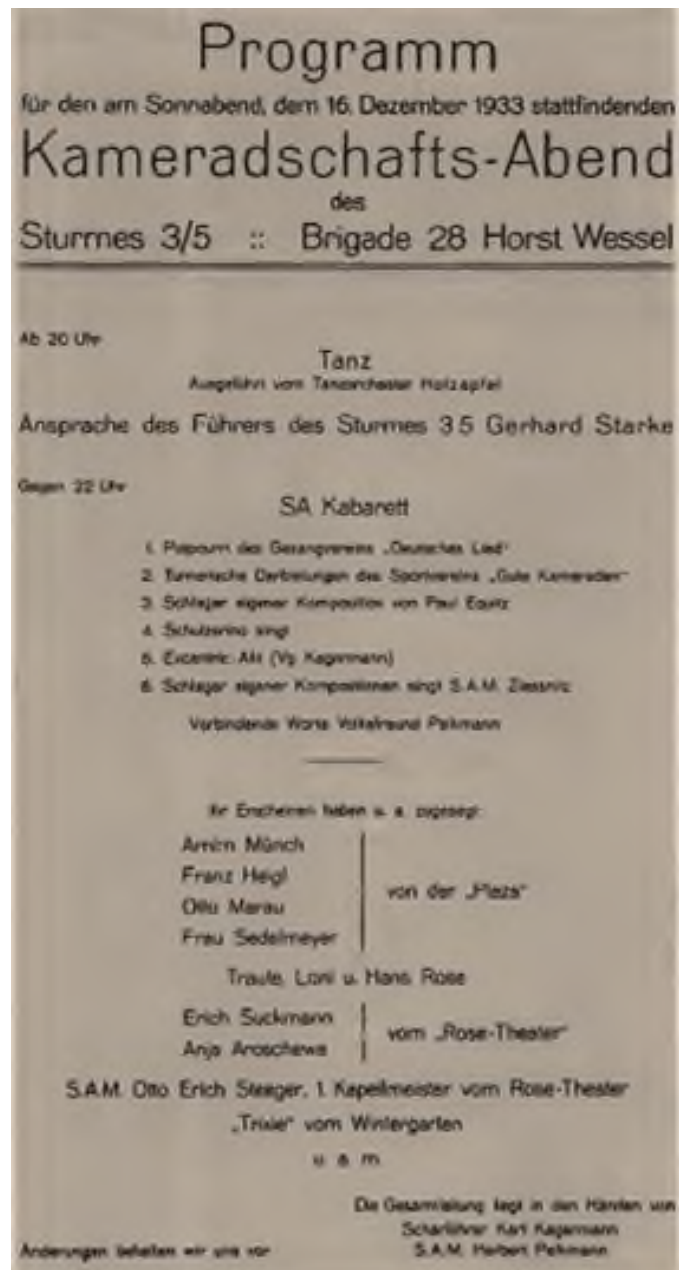 Programm
für den am Sonnabend, dem 16. Dezember 1933 stattfindenden
Kameradschafts-Abend
des
Sturmes 3/5 :: Brigade 28 Horst Wessel
Ab 20 Uhr
Tanz
Ausgeführt vom Tanzorchester Holzapfel
Ansprache des Führers des Sturmes 3 5 Gerhard Starke
Gegen 22 Uhr
SA Kabarett
1. Potpourri des Gesangvereins „Deutsches Lied“
2. Turnerische Darbietungen des Sportvereins „Gute Kameraden“
3. Schlager eigener Komposition von Paul
4. singt
5. Akt (Vg. Kagermann)
6. Schlager eigener Kompositionen singt S.A.M.
Verbindende Worte Volksfreund Pelkmann
Ihr Erscheinen haben u. a. zugesagt:
Armin Münch
Franz Heigl
Otto Marau
Frau Sedelmeyer
von der „Plaza“
Traute, Loni u. Hans Rose
Erich Suckmann
Anja Aroschewa
vom „Rose-Theater“
S.A.M. Otto Erich Steeger, 1. Kapellmeister vom Rose-Theater
„Trixie“ vom Wintergarten
u. a. m.
Die Gesamtleitung liegt in den Händen von
Scharführer Karl Kagermann
S.A.M. Herbert Pelkmann
Änderungen behalten wir uns vor